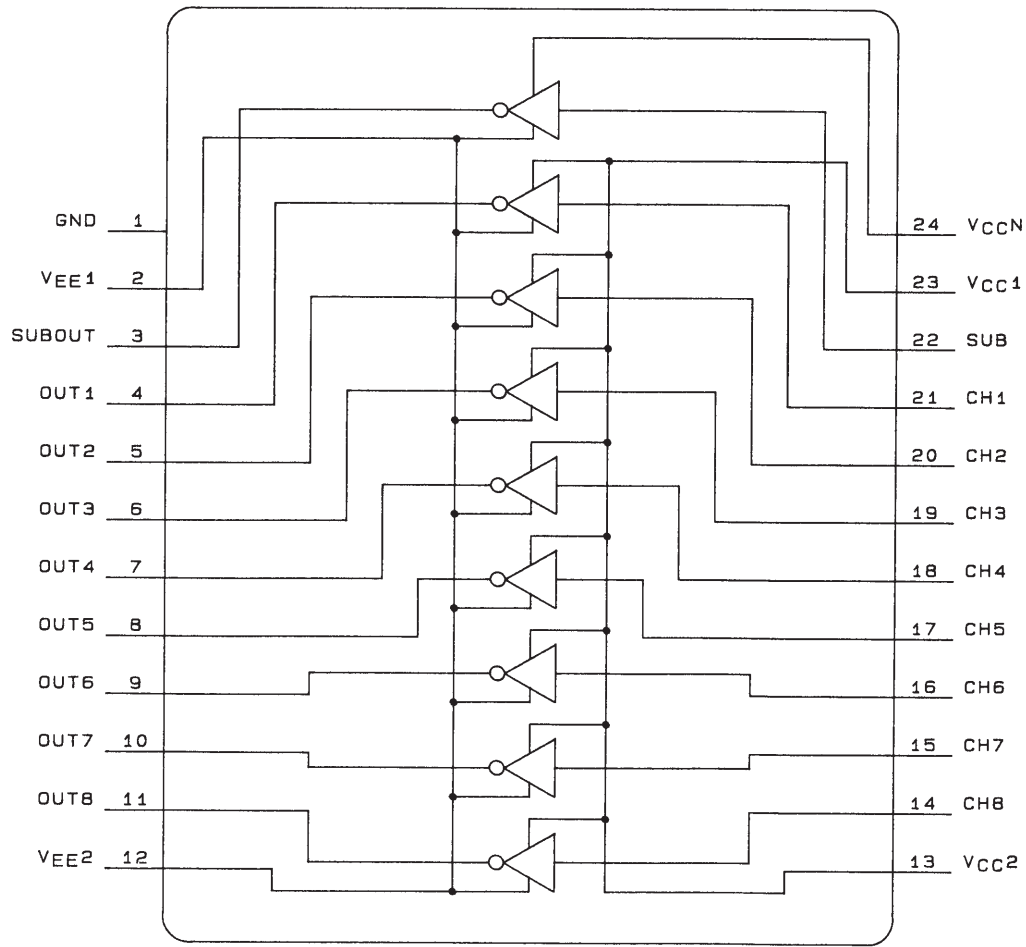 GND 1
VEE1 2
SUBOUT 3
OUT1 4
OUT2 5
OUT3 6
OUT4 7
OUT5 8
OUT6 9
OUT7 10
OUT8 11
VEE2 12
24 VCCN
23 VCC1
22 SUB
21 CH1
20 CH2
19 CH3
18 CH4
17 CH5
16 CH6
15 CH7
14 CH8
13 VCC2